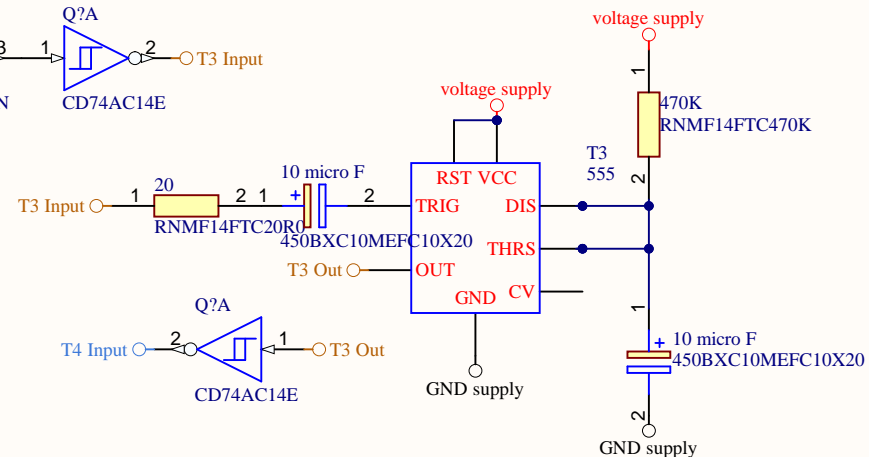 Q?A
3
1
2
T3 Input
N
CD74AC14E
voltage supply
1
470K
RNMF14FTC470K
2
voltage supply
T3
555
RST VCC
TRIG
DIS
THRS
OUT
GND
CV
T3 Input
1
20
2
RNMF14FTC20R0
1
10 micro F
+
2
450BXC10MEFC10X20
T3 Out
Q?A
T4 Input
2
1
T3 Out
CD74AC14E
GND supply
1
+
10 micro F
450BXC10MEFC10X20
2
GND supply